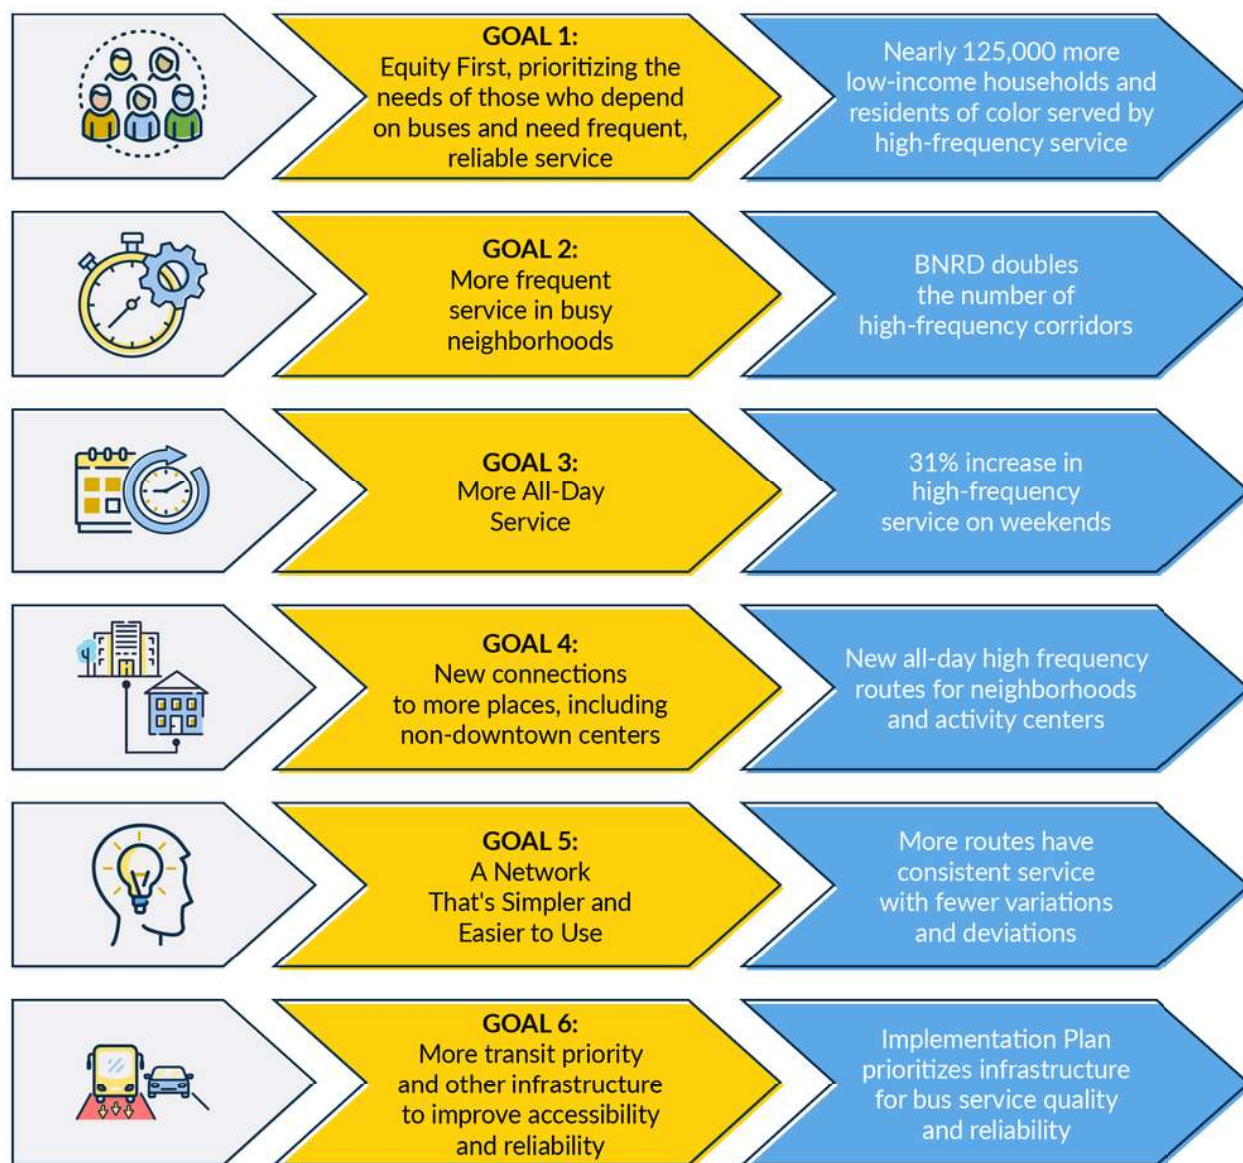 GOAL 1:
Equity First, prioritizing the
needs of those who depend
on buses and need frequent,
reliable service
Nearly 125,000 more
low-income households and
residents of color served by
high-frequency service
GOAL 2:
More frequent
service in busy
neighborhoods
BNRD doubles
the number of
high-frequency corridors
GOAL 3:
More All-Day
Service
31% increase in
high-frequency
service on weekends
GOAL 4:
New connections
to more places, including
non-downtown centers
New all-day high frequency
routes for neighborhoods
and activity centers
GOAL 5:
A Network
That's Simpler and
Easier to Use
More routes have
consistent service
with fewer variations
and deviations
GOAL 6:
More transit priority
and other infrastructure
to improve accessibility
and reliability
Implementation Plan
prioritizes infrastructure
for bus service quality
and reliability